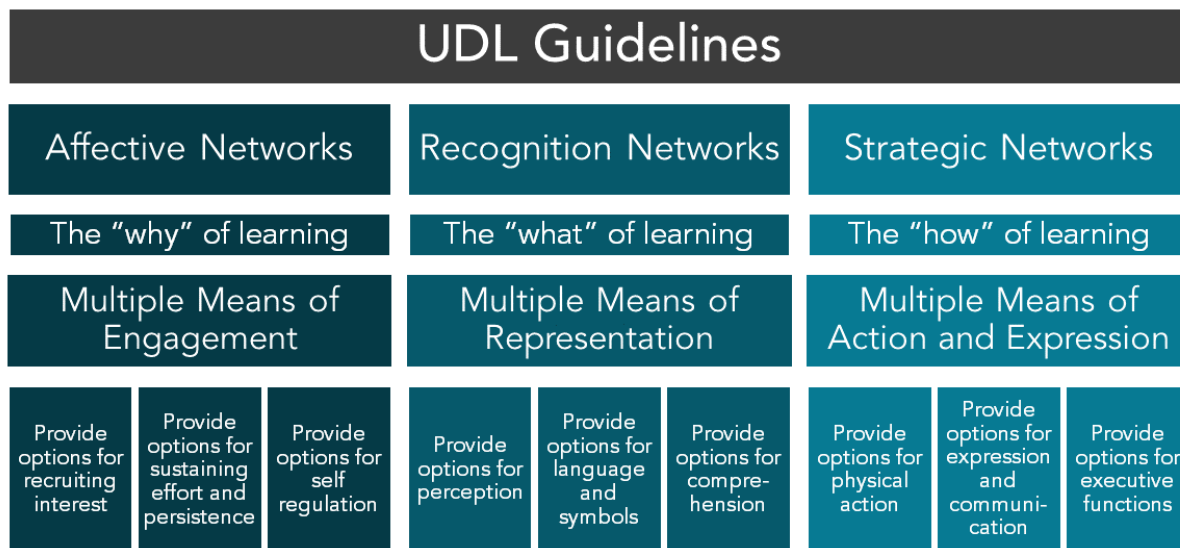 UDL Guidelines
Affective Networks
The “why” of learning
Multiple Means of
Engagement
Provide
options for
recruiting
interest
Provide
options for
sustaining
effort and
persistence
Provide
options for
self
regulation
Recognition Networks
The “what” of learning
Multiple Means of
Representation
Provide
options for
perception
Provide
options for
language
and
symbols
Provide
options for
compre-
hension
Strategic Networks
The “how” of learning
Multiple Means of
Action and Expression
Provide
options for
physical
action
Provide
options for
expression
and
communi-
cation
Provide
options for
executive
functions